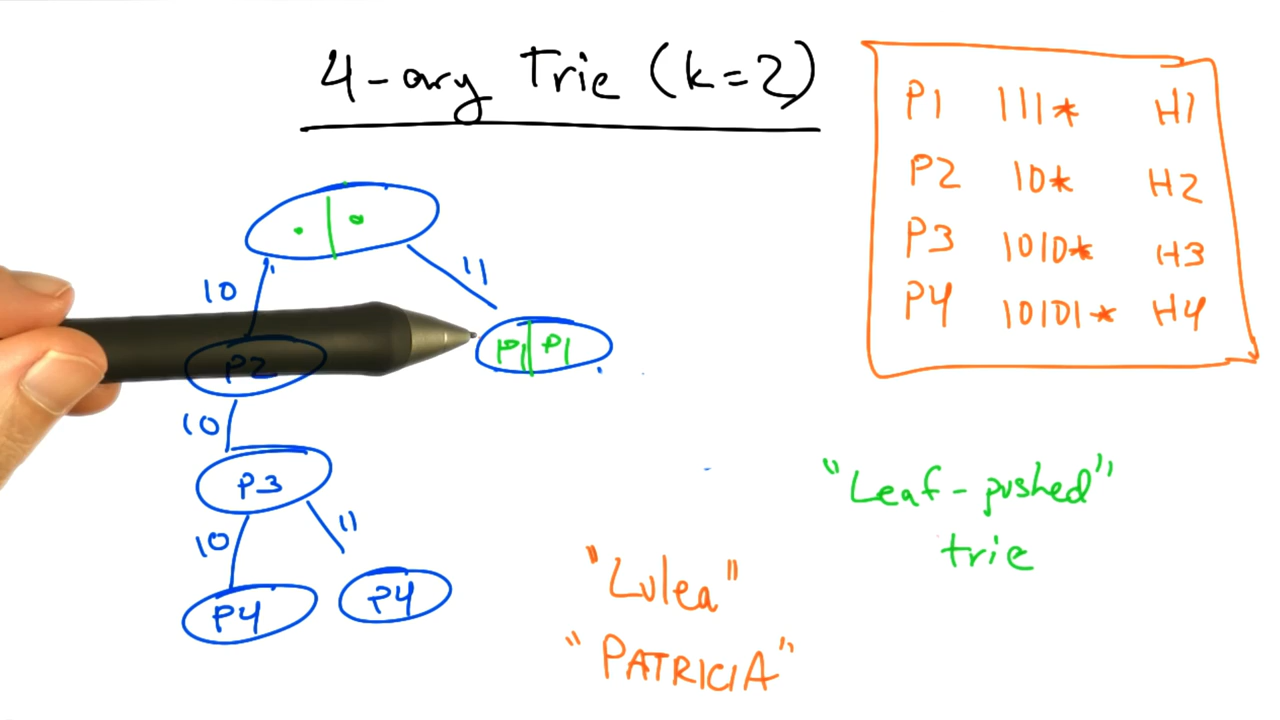 4-ary Trie (k=2)
P1 111* H1
P2 10* H2
P3 1010* H3
P4 10101* H4
10
11
P2
P1 P1
10
P3
10
11
P4
P4
"Leaf-pushed"
trie
"Lulea"
"PATRICIA"